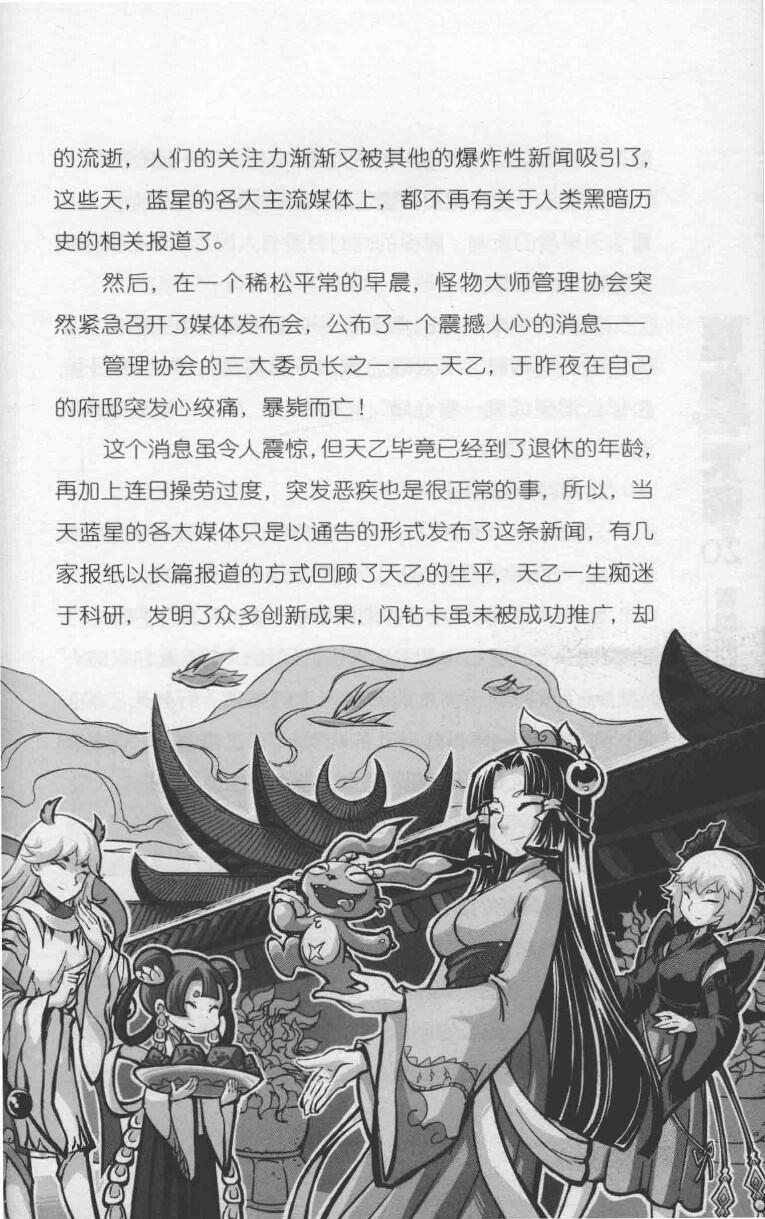 的流逝，人们的关注力渐渐又被其他的爆炸性新闻吸引了，
这些天，蓝星的各大主流媒体上，都不再有关于人类黑暗历
史的相关报道了。
然后，在一个稀松平常的早晨，怪物大师管理协会突
然紧急召开了媒体发布会，公布了一个震撼人心的消息——
管理协会的三大委员长之一——天乙，于昨夜在自己
的府邸突发心绞痛，暴毙而亡！
这个消息虽令人震惊，但天乙毕竟已经到了退休的年龄，
再加上连日操劳过度，突发恶疾也是很正常的事，所以，当
天蓝星的各大媒体只是以通告的形式发布了这条新闻，有几
家报纸以长篇报道的方式回顾了天乙的生平，天乙一生痴迷
于科研，发明了众多创新成果，闪钻卡虽未被成功推广，却